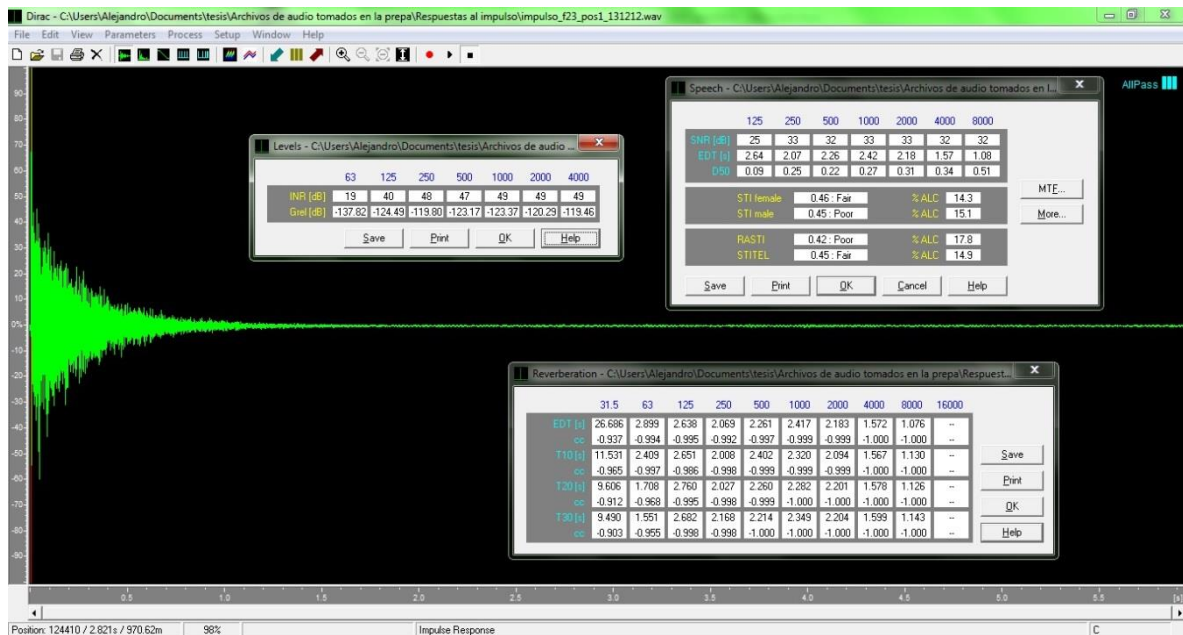 Dirac - C:\Users\Alejandro\Documents\tesis\Archivos de audio tomados en la prepa\Respuestas al impulso\impulso_f23_pos1_131212.wav
File Edit View Parameters Process Setup Window Help
AllPass
90
80
70
60
50
40
30
20
10
0%
-10
-20
-30
-40
-50
-60
-70
-80
-90
Levels - C:\Users\Alejandro\Documents\tesis\Archivos de audio ...
63 125 250 500 1000 2000 4000
INR [dB] 19 40 48 47 49 49 49
Grel [dB] -137.82 -124.49 -119.80 -123.17 -123.37 -120.29 -119.46
Save Print OK Help
Speech - C:\Users\Alejandro\Documents\tesis\Archivos de audio tomados en l...
125 250 500 1000 2000 4000 8000
SNR [dB] 25 33 32 33 33 32 32
EDT [s] 2.64 2.07 2.26 2.42 2.18 1.57 1.08
D50 0.09 0.25 0.22 0.27 0.31 0.34 0.51
STI female 0.46 : Fair % ALC 14.3
STI male 0.45 : Poor % ALC 15.1
RASTI 0.42 : Poor % ALC 17.8
STITEL 0.45 : Fair % ALC 14.9
MTF...
More...
Save Print OK Cancel Help
Reverberation - C:\Users\Alejandro\Documents\tesis\Archivos de audio tomados en la prepa\Respuest...
31.5 63 125 250 500 1000 2000 4000 8000 16000
EDT [s] 26.686 2.899 2.638 2.069 2.261 2.417 2.183 1.572 1.076 --
cc -0.937 -0.994 -0.995 -0.992 -0.997 -0.999 -0.999 -1.000 -1.000 --
T10 [s] 11.531 2.409 2.651 2.008 2.402 2.320 2.094 1.567 1.130 --
cc -0.965 -0.997 -0.986 -0.998 -0.999 -0.999 -0.999 -1.000 -1.000 --
T20 [s] 9.606 1.708 2.760 2.027 2.260 2.282 2.201 1.578 1.126 --
cc -0.912 -0.968 -0.995 -0.998 -0.999 -1.000 -1.000 -1.000 -1.000 --
T30 [s] 9.490 1.551 2.682 2.168 2.214 2.349 2.204 1.599 1.143 --
cc -0.903 -0.955 -0.998 -0.998 -1.000 -1.000 -1.000 -1.000 -1.000 --
Save
Print
OK
Help
0.5 1.0 1.5 2.0 2.5 3.0 3.5 4.0 4.5 5.0 5.5 [s]
Position: 124410 / 2.821s / 970.62m 98% Impulse Response C